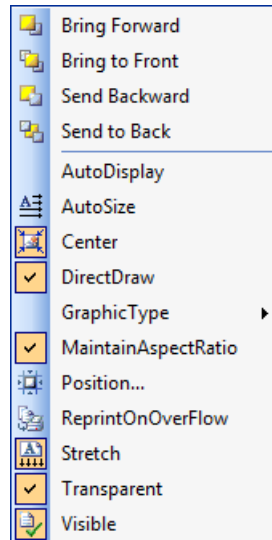 Bring Forward
Bring to Front
Send Backward
Send to Back
AutoDisplay
AutoSize
Center
DirectDraw
GraphicType
MaintainAspectRatio
Position...
ReprintOnOverFlow
Stretch
Transparent
Visible